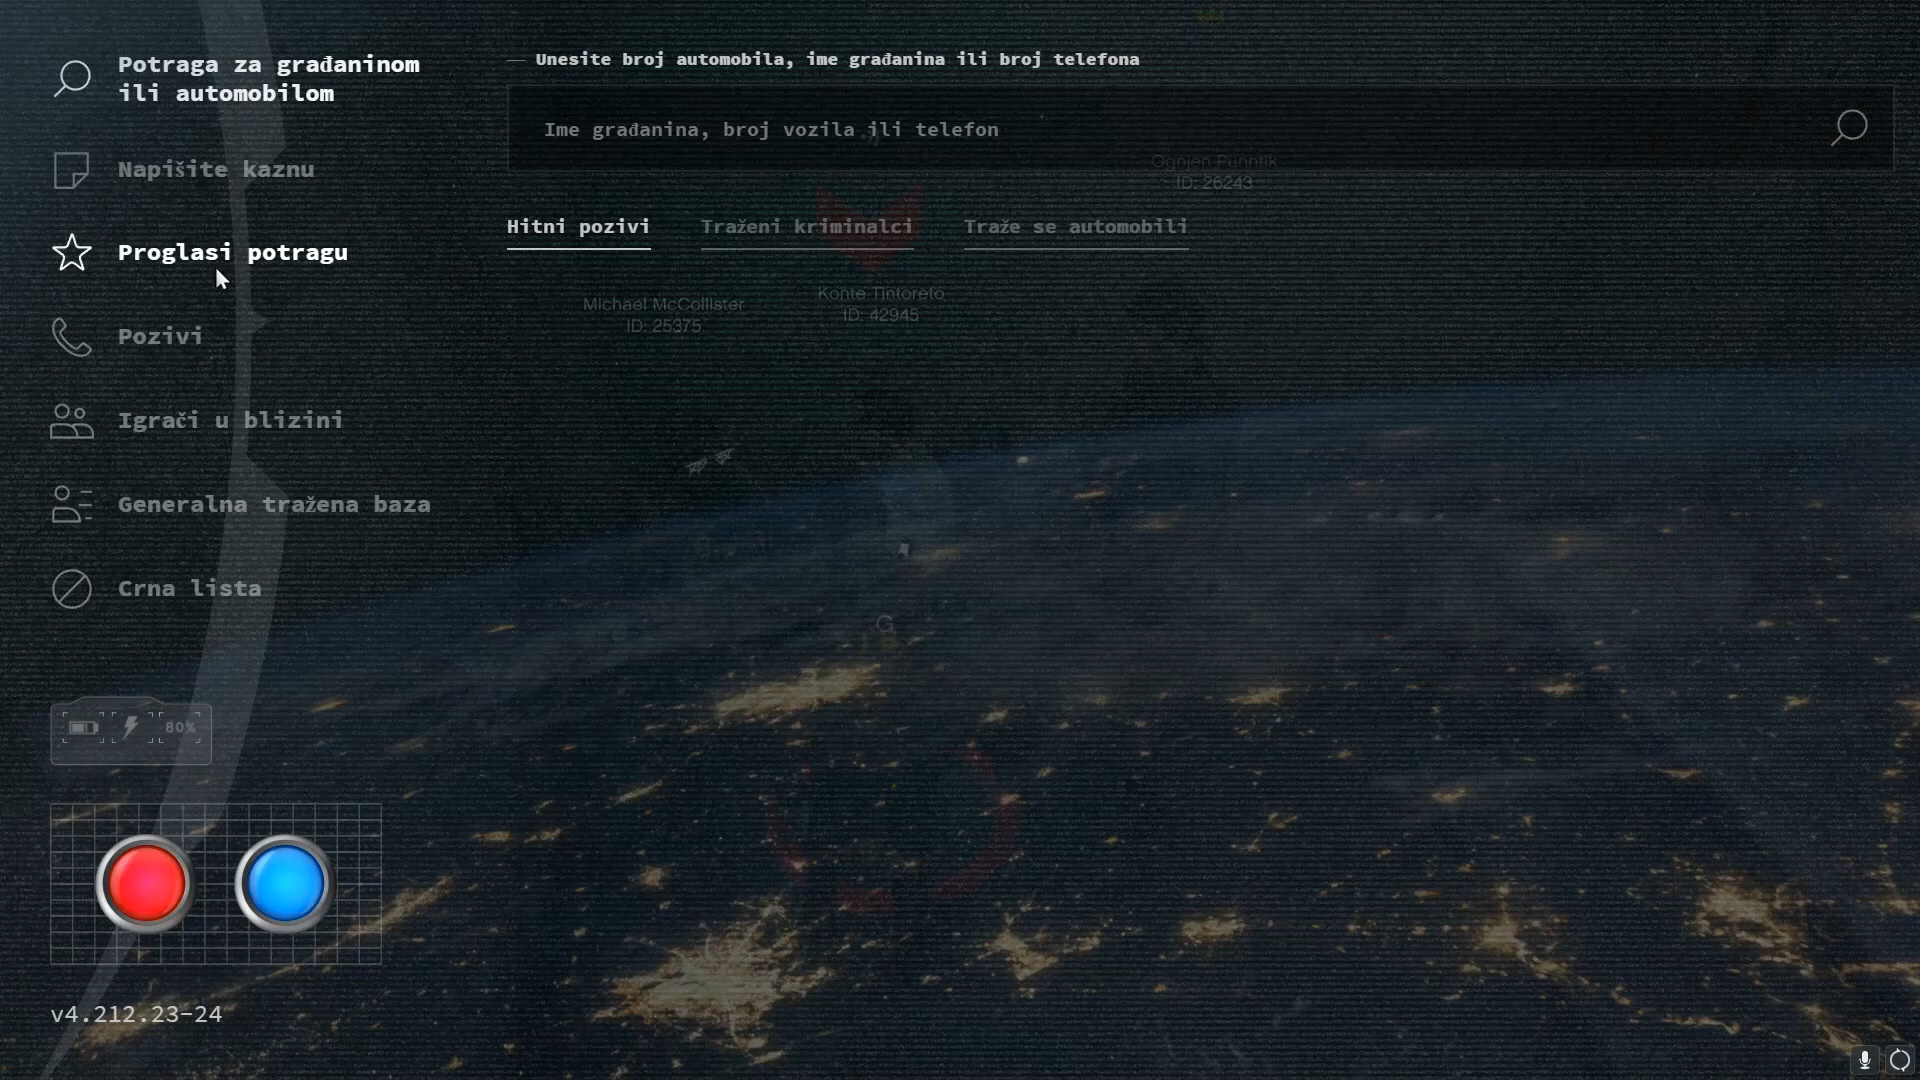 Potraga za građaninom
ili automobilom
Napišite kaznu
Proglasi potragu
Pozivi
Igrači u blizini
Generalna tražena baza
Crna lista
80%
v4.212.23-24
Unesite broj automobila, ime građanina ili broj telefona
Ime građanina, broj vozila ili telefon
Ognjen Punntik
ID: 26243
Hitni pozivi
Traženi kriminalci
Traže se automobili
Michael McCollister
ID: 25375
Konte Tintoreto
ID: 42945
G